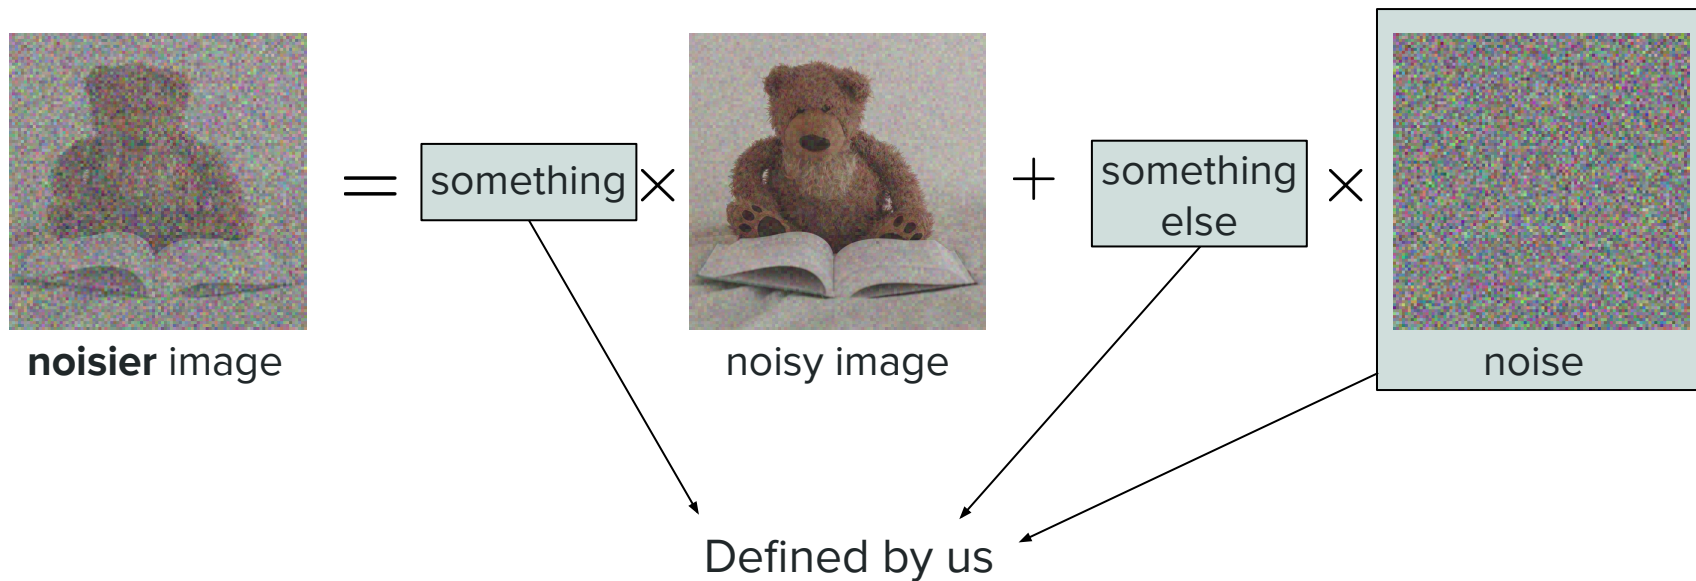 = something × + something else ×
noisier image
noisy image
noise
Defined by us